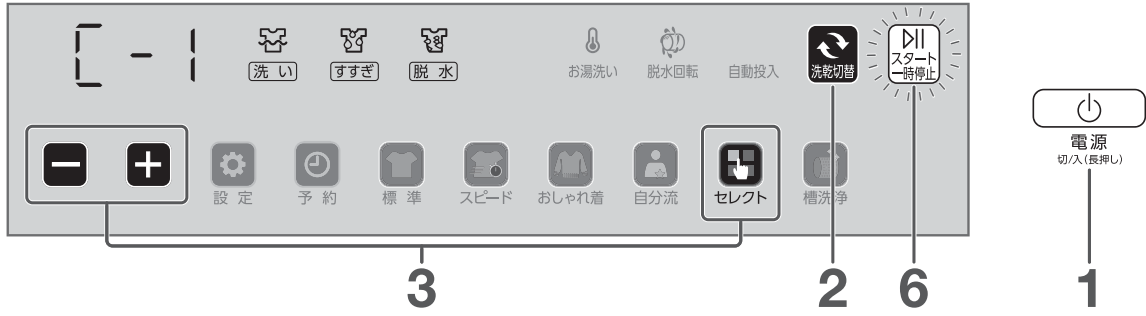 C-1
洗い
すすぎ
脱水
お湯洗い
脱水回転
自動投入
洗乾切替
スタート
一時停止
電源
切/入(長押し)
設定
予約
標準
スピード
おしゃれ着
自分流
セレクト
槽洗浄
3
2
6
1